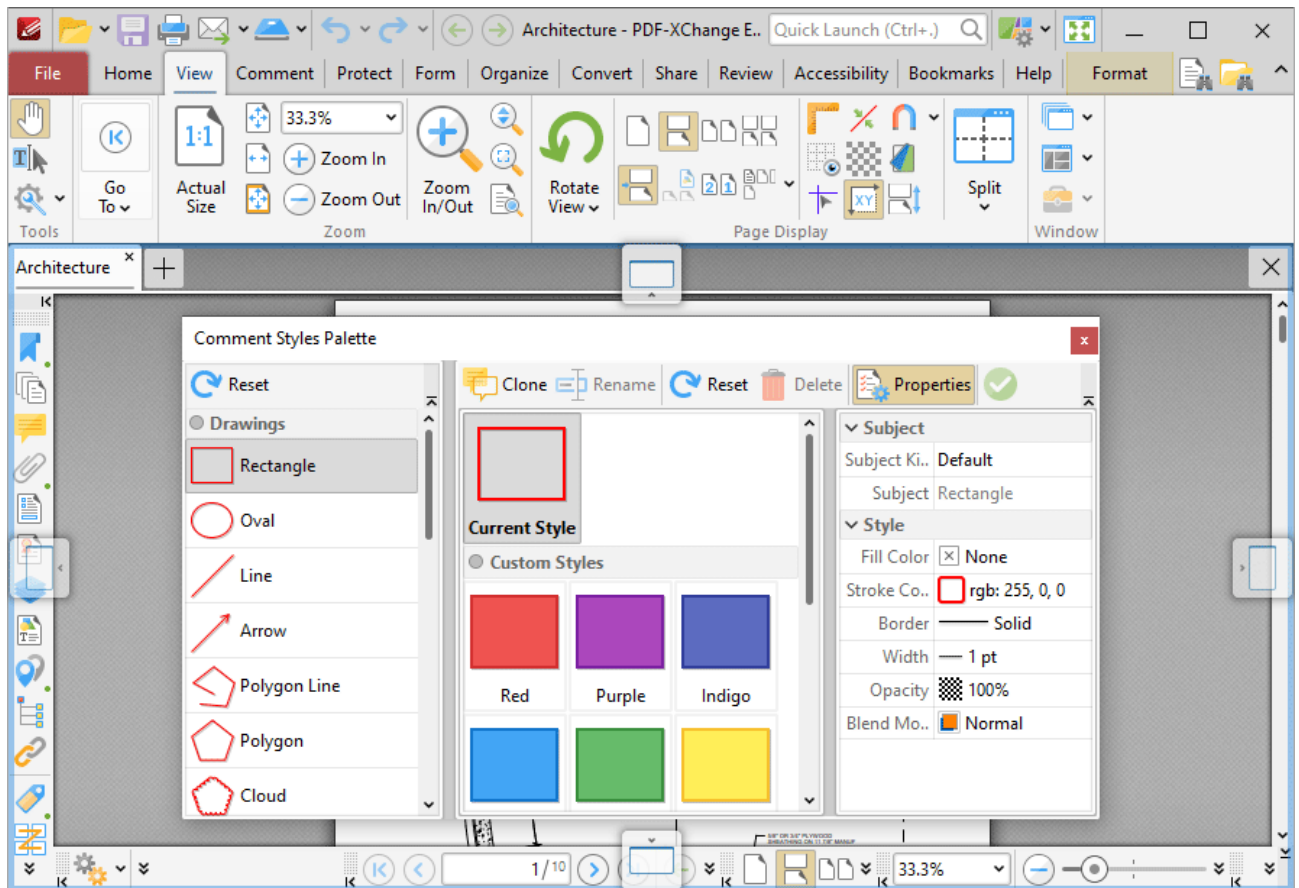 Architecture - PDF-XChange E.. Quick Launch (Ctrl+.)
File Home View Comment Protect Form Organize Convert Share Review Accessibility Bookmarks Help Format
1:1 33.3%
Zoom In
Zoom Out
Go To
Actual Size
Zoom In/Out
Rotate View
2 1
XY
Split
Tools Zoom Page Display Window
Architecture
Comment Styles Palette
Reset
Clone Rename Reset Delete Properties
Drawings
Rectangle
Oval
Line
Arrow
Polygon Line
Polygon
Cloud
Current Style
Custom Styles
Red Purple Indigo
Subject
Subject Ki.. Default
Subject Rectangle
Style
Fill Color None
Stroke Co.. rgb: 255, 0, 0
Border Solid
Width 1 pt
Opacity 100%
Blend Mo.. Normal
1/10 33.3%